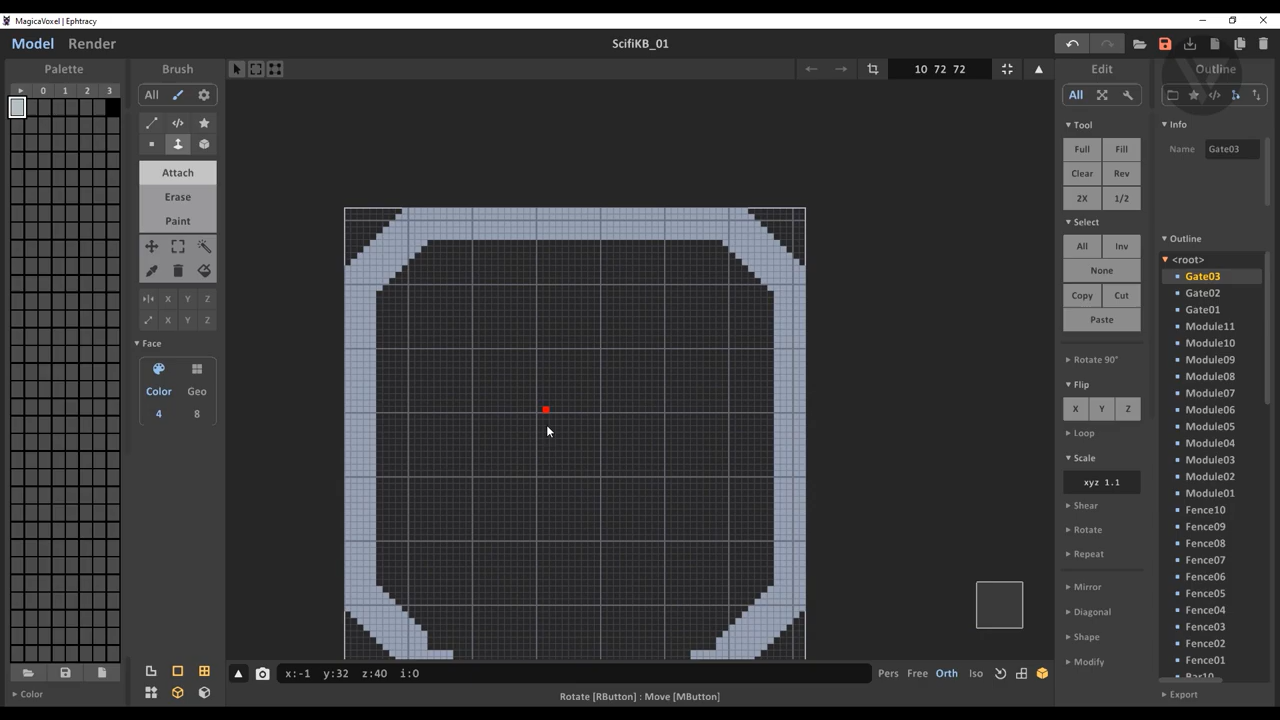 MagicaVoxel | Ephtracy
Model Render
ScifiKB_01
Palette
0 1 2 3
Color
Brush
All
Attach
Erase
Paint
X Y Z
X Y Z
Face
Color Geo
4 8
10 72 72
Edit
All
Tool
Full Fill
Clear Rev
2X 1/2
Select
All Inv
None
Copy Cut
Paste
Rotate 90°
Flip
X Y Z
Loop
Scale
xyz 1.1
Shear
Rotate
Repeat
Mirror
Diagonal
Shape
Modify
Outline
Info
Name Gate03
Outline
<root>
Gate03
Gate02
Gate01
Module11
Module10
Module09
Module08
Module07
Module06
Module05
Module04
Module03
Module02
Module01
Fence10
Fence09
Fence08
Fence07
Fence06
Fence05
Fence04
Fence03
Fence02
Fence01
Bar10
Export
x:-1 y:32 z:40 i:0
Pers Free Orth Iso
Rotate [RButton] : Move [MButton]